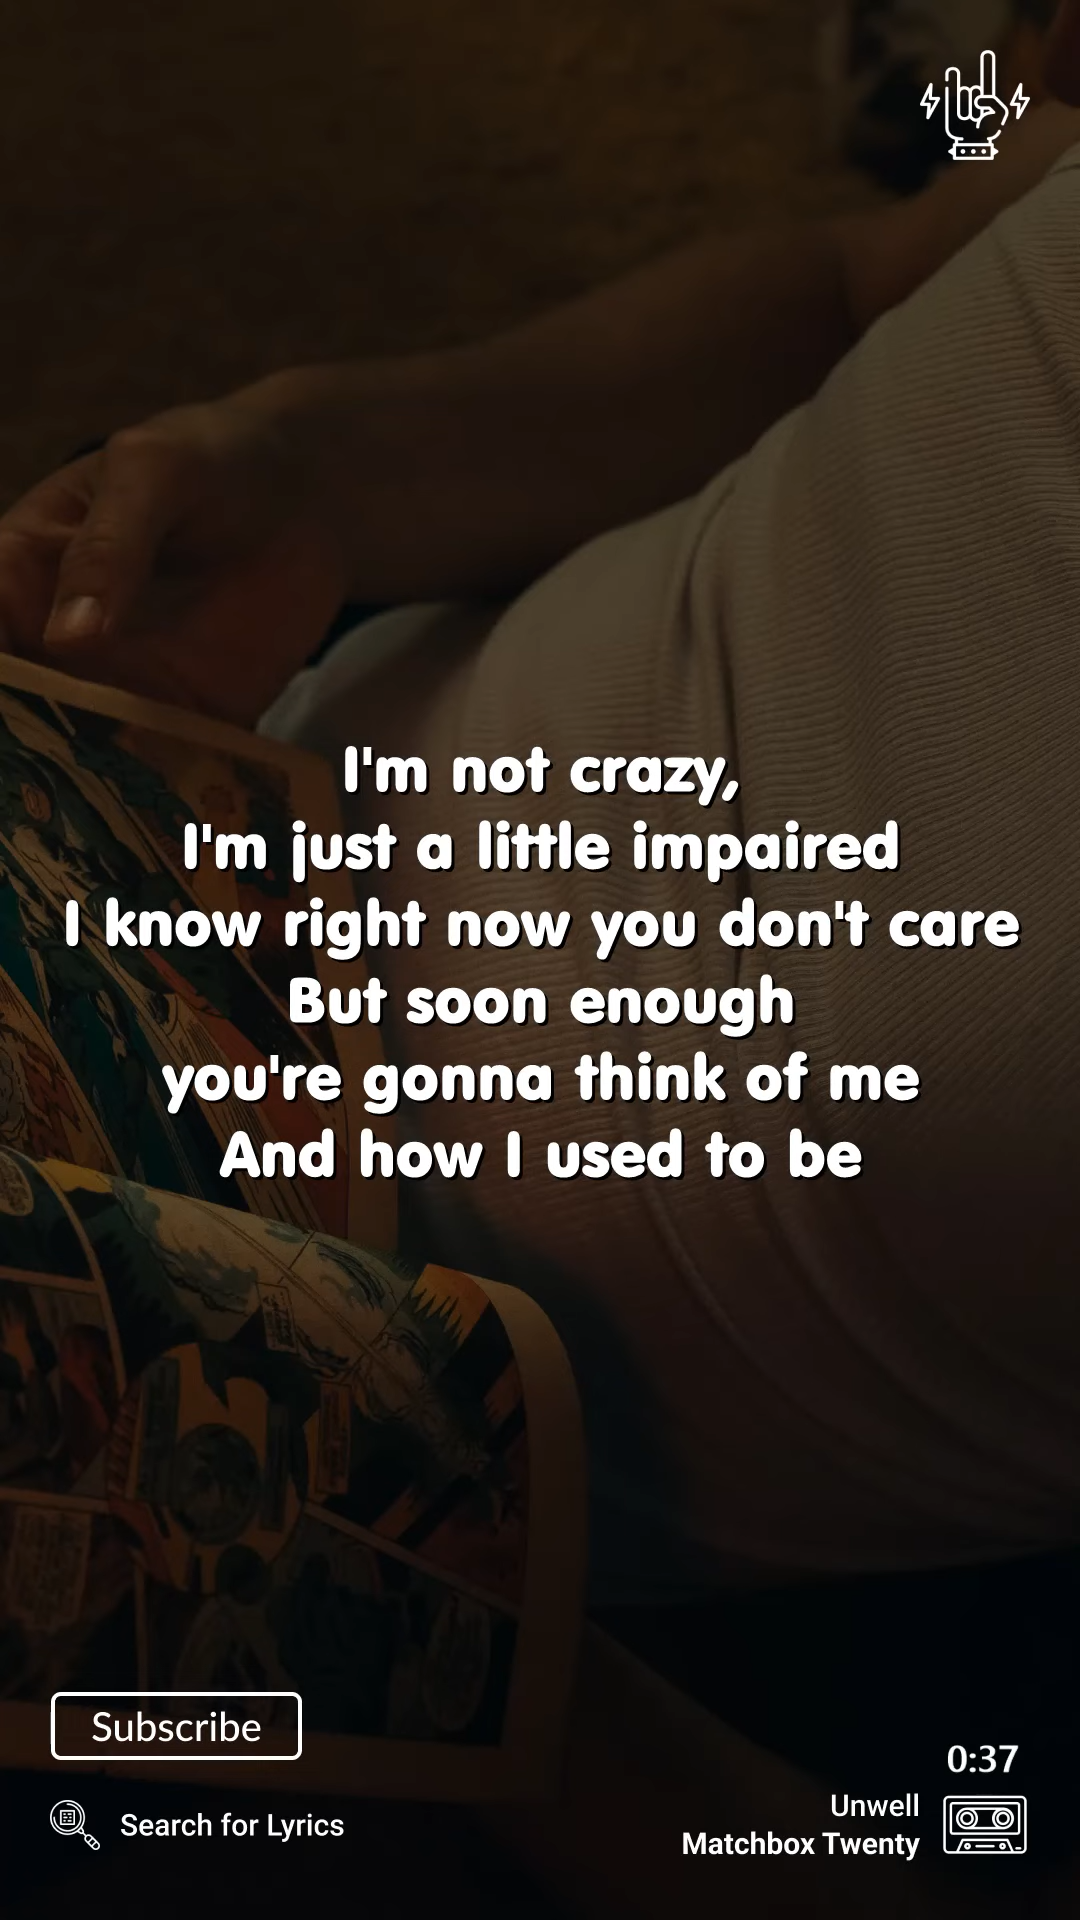 I'm not crazy,
I'm just a little impaired
I know right now you don't care
But soon enough
you're gonna think of me
And how I used to be
Subscribe
0:37
Search for Lyrics
Unwell
Matchbox Twenty